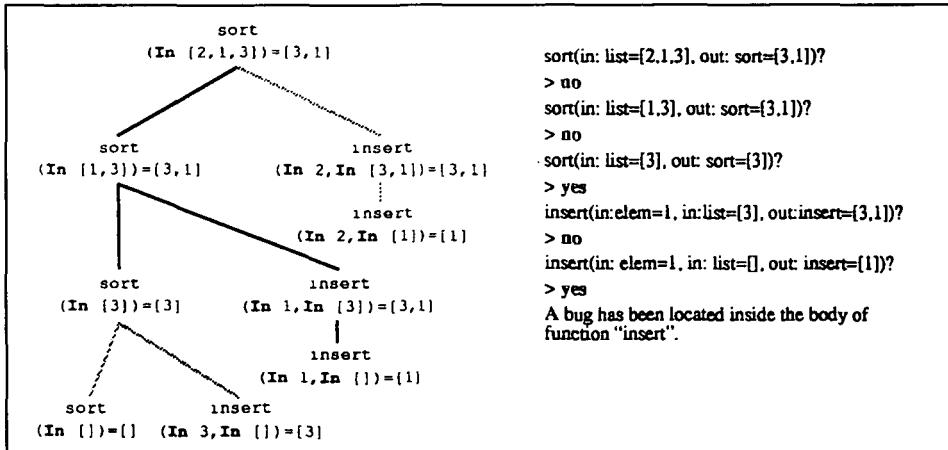 sort
(In [2,1,3])=[3,1]
sort
(In [1,3])=[3,1]
insert
(In 2,In [3,1])=[3,1]
insert
(In 2,In [1])=[1]
sort
(In [3])=[3]
insert
(In 1,In [3])=[3,1]
insert
(In 1,In [])=[1]
sort
(In [])=[]
insert
(In 3,In [])=[3]
sort(in: list=[2,1,3], out: sort=[3,1])?
> no
sort(in: list=[1,3], out: sort=[3,1])?
> no
sort(in: list=[3], out: sort=[3])?
> yes
insert(in:elem=1, in:list=[3], out:insert=[3,1])?
> no
insert(in: elem=1, in: list=[], out: insert=[1])?
> yes
A bug has been located inside the body of
function "insert".